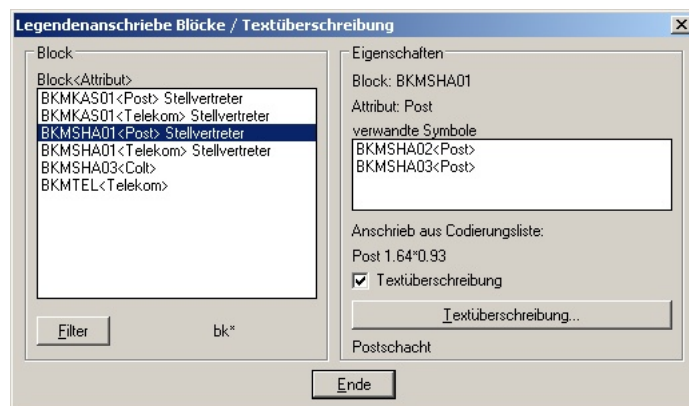 Legendenanschriebe Blöcke / Textüberschreibung
Block
Block<Attribut>
BKMKAS01<Post> Stellvertreter
BKMKAS01<Telekom> Stellvertreter
BKMSHA01<Post> Stellvertreter
BKMSHA01<Telekom> Stellvertreter
BKMSHA03<Colt>
BKMTEL<Telekom>
Filter
bk*
Eigenschaften
Block: BKMSHA01
Attribut: Post
verwandte Symbole
BKMSHA02<Post>
BKMSHA03<Post>
Anschrieb aus Codierungsliste:
Post 1.64*0.93
Textüberschreibung
Textüberschreibung...
Postschacht
Ende